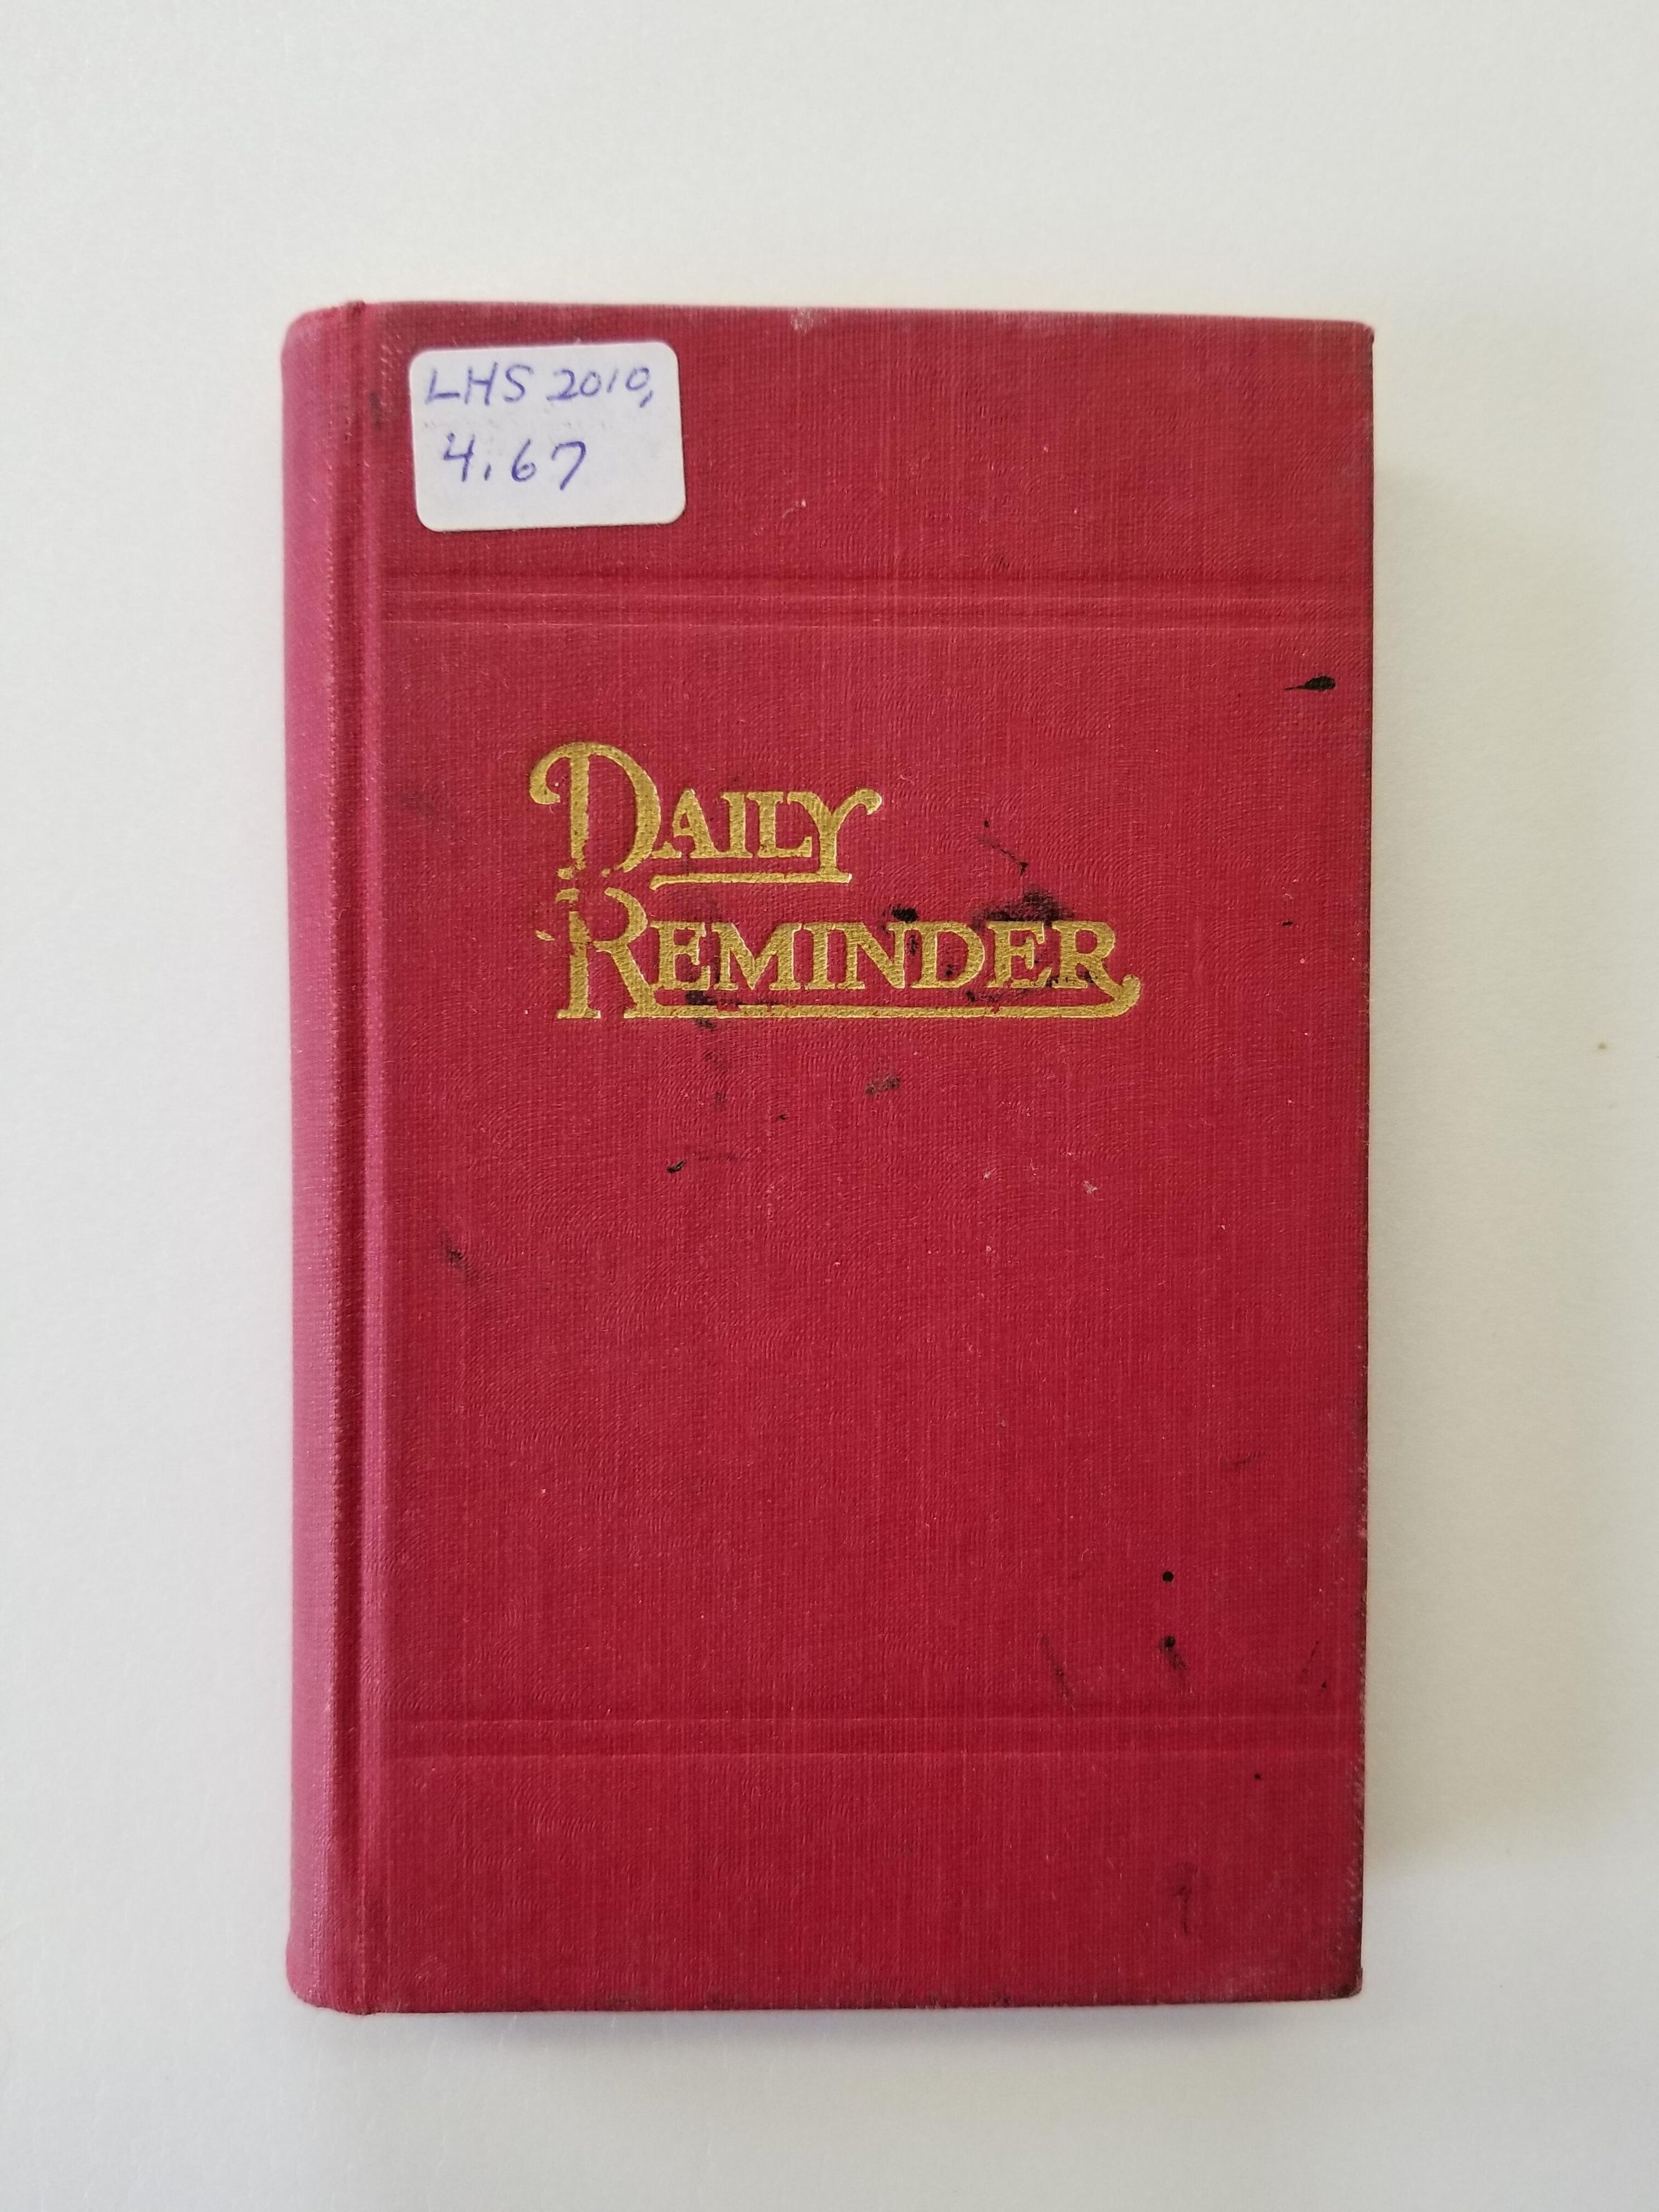 LHS 2010,
4.67
DAILY
REMINDER